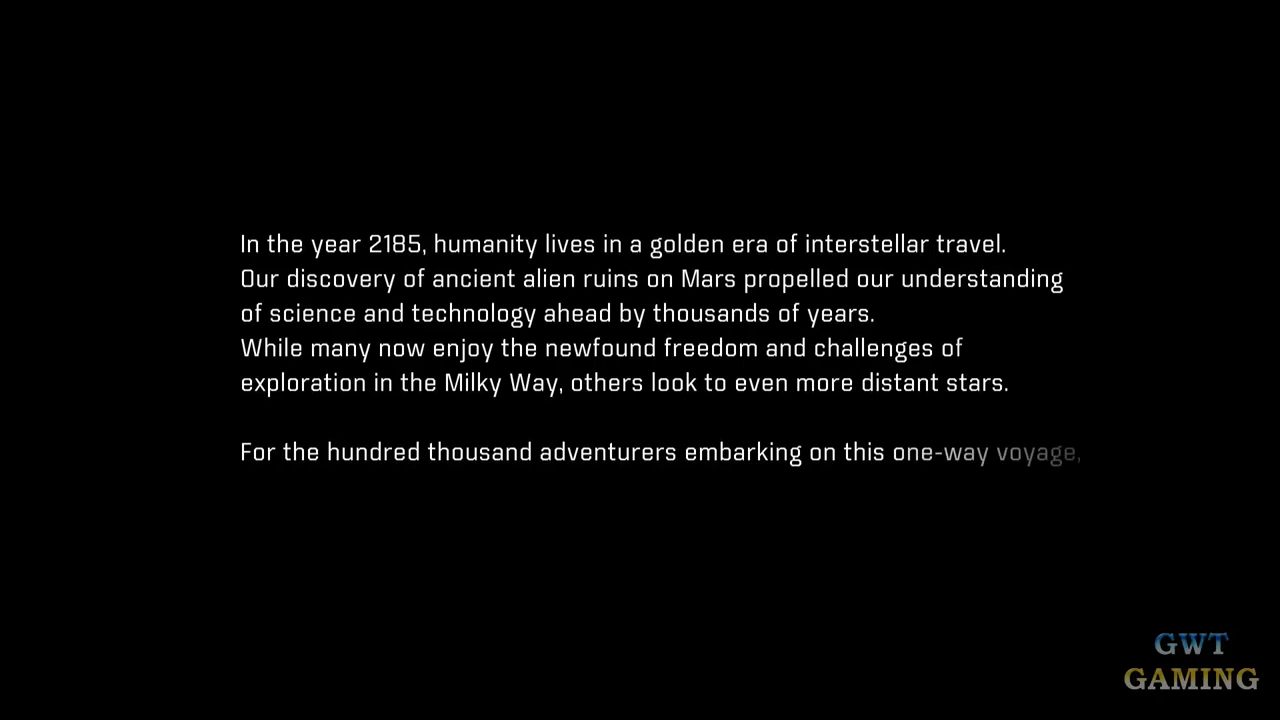 In the year 2185, humanity lives in a golden era of interstellar travel.
Our discovery of ancient alien ruins on Mars propelled our understanding
of science and technology ahead by thousands of years.
While many now enjoy the newfound freedom and challenges of
exploration in the Milky Way, others look to even more distant stars.
For the hundred thousand adventurers embarking on this one-way voyage,
GWT
GAMING